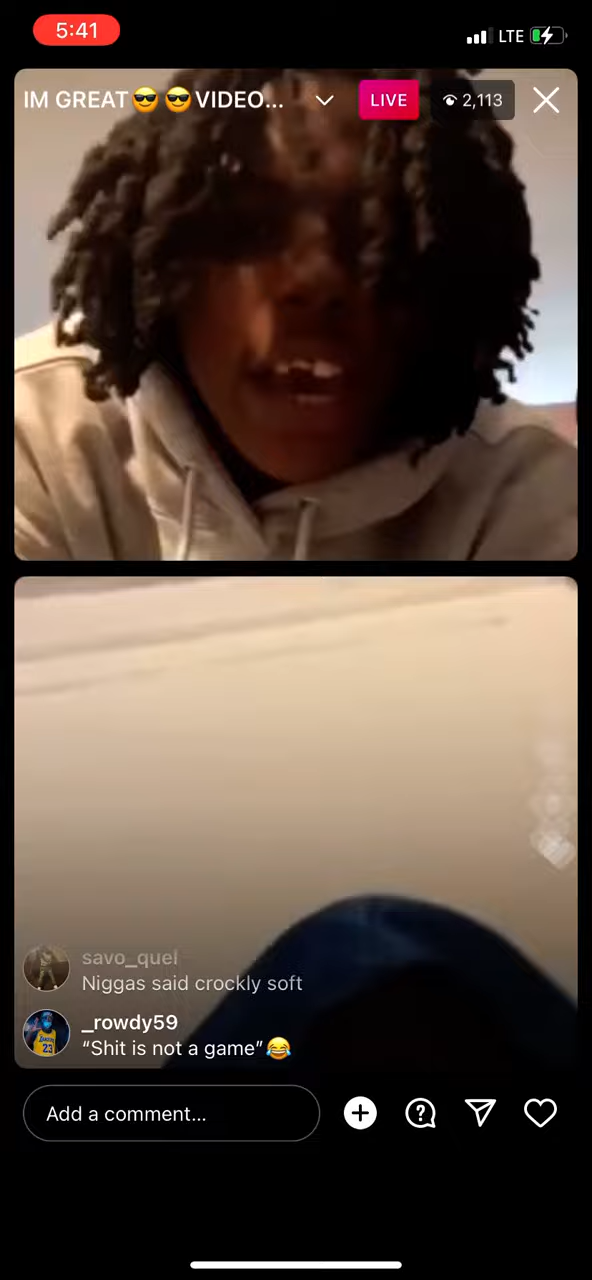 5:41
LTE
IM GREAT😎 😎VIDEO...
LIVE
2,113
savo_quel
Niggas said crockly soft
_rowdy59
“Shit is not a game”😂
Add a comment...